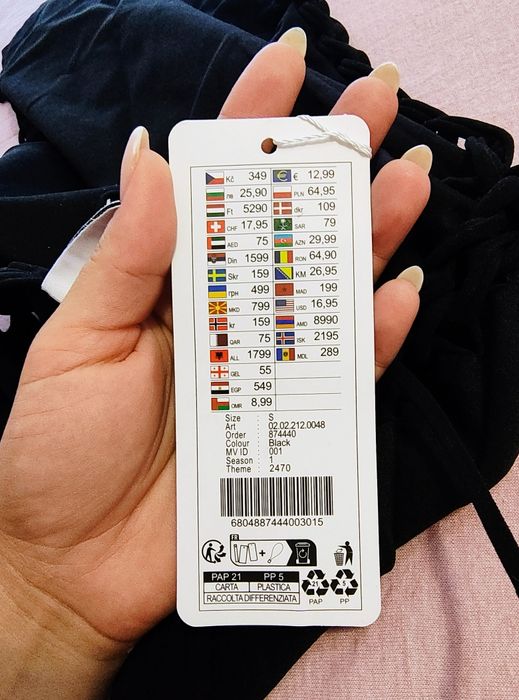 Kč 349 € 12,99
лв 25,90 PLN 64,95
Ft 5290 dkr 109
CHF 17,95 SAR 79
AED 75 AZN 29,99
Din 1599 RON 64,90
Skr 159 KM 26,95
грн 499 MAD 199
MKD 799 USD 16,95
kr 159 AMD 8990
QAR 75 ISK 2195
ALL 1799 MDL 289
GEL 55
EGP 549
OMR 8,99
Size : S
Art : 02.02.212.0048
Order : 874440
Colour : Black
MV ID : 001
Season : 1
Theme : 2470
6804887444003015
FR
+
PAP 21 PP 5
CARTA PLASTICA
RACCOLTA DIFFERENZIATA
21 5
PAP PP